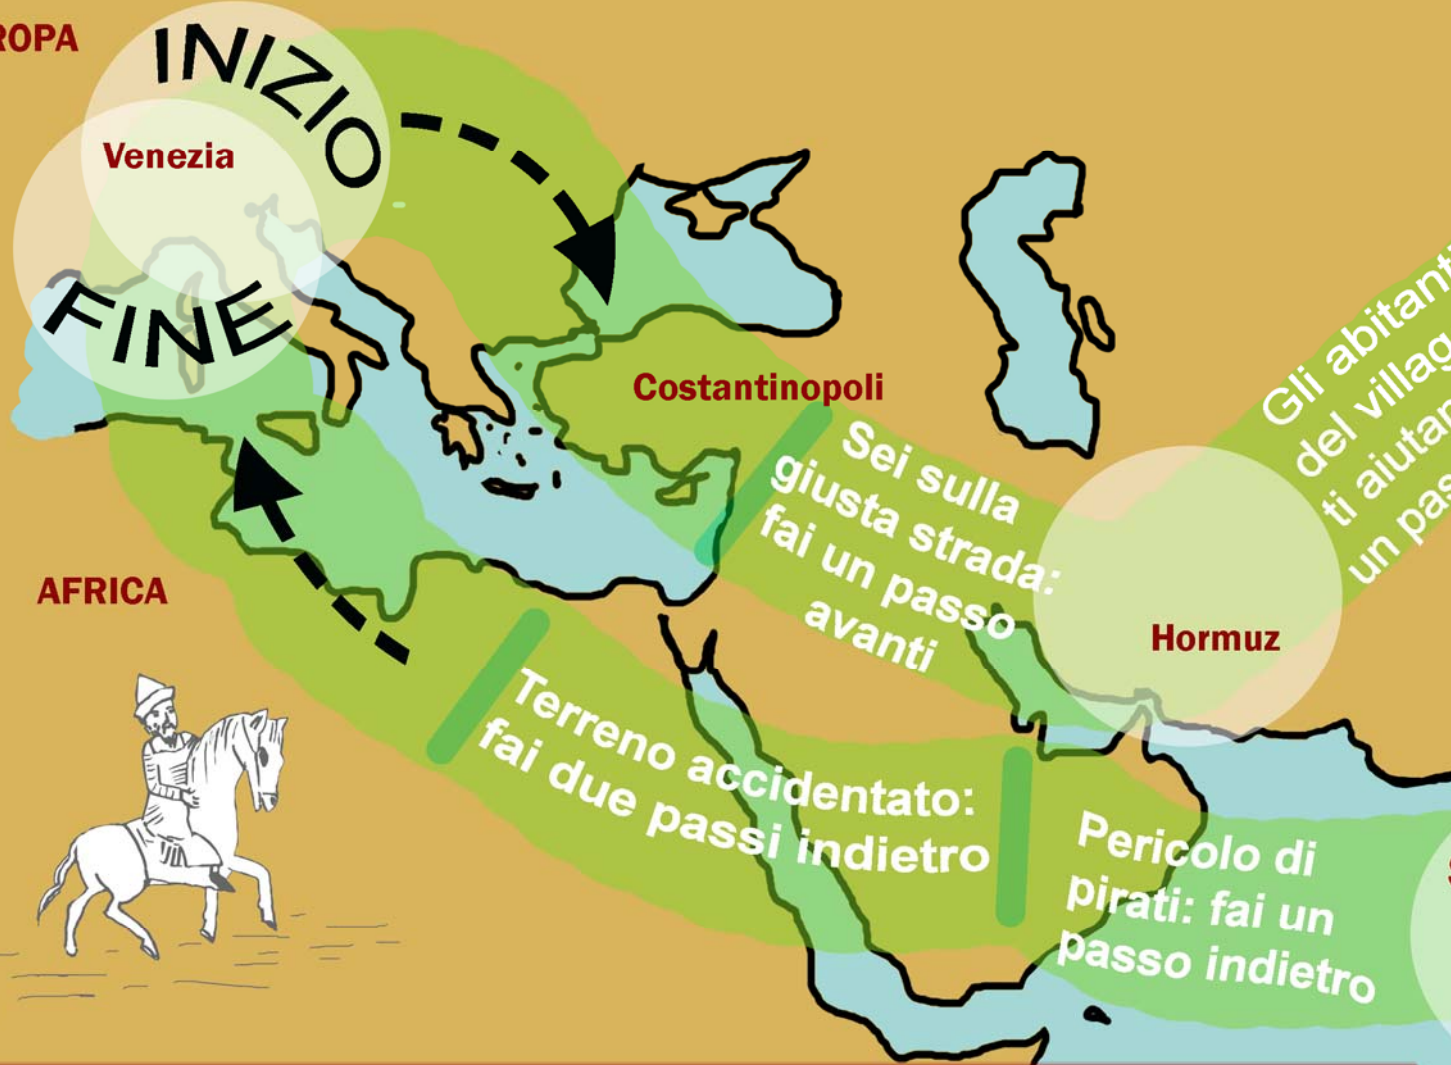 ROPA
INIZIO
Venezia
FINE
Costantinopoli
Sei sulla
giusta strada:
fai un passo
avanti
Gli abitanti
del villag
ti aiutan
un pas
Hormuz
AFRICA
Terreno accidentato:
fai due passi indietro
Pericolo di
pirati: fai un
passo indietro